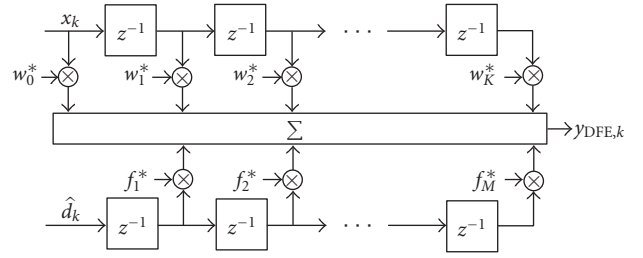 x_k z^{-1} z^{-1} · · · z^{-1}
w_0^* w_1^* w_2^* w_K^*
Σ y_{DFE,k}
f_1^* f_2^* f_M^*
\hat{d}_k z^{-1} z^{-1} · · · z^{-1}